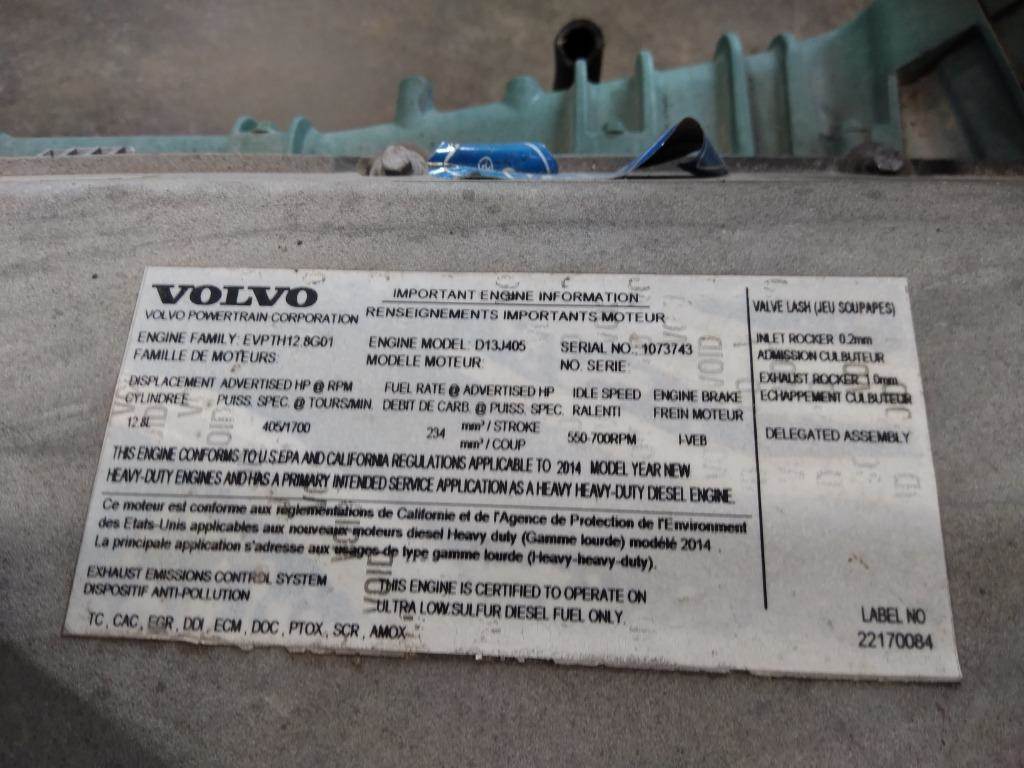 VOLVO
VOLVO POWERTRAIN CORPORATION
IMPORTANT ENGINE INFORMATION
RENSEIGNEMENTS IMPORTANTS MOTEUR
ENGINE FAMILY: EVPTH12.8G01
FAMILLE DE MOTEURS:
ENGINE MODEL: D13J405
MODELE MOTEUR:
SERIAL NO.: 1073743
NO. SERIE:
DISPLACEMENT ADVERTISED HP @ RPM FUEL RATE @ ADVERTISED HP IDLE SPEED ENGINE BRAKE
CYLINDREE PUISS. SPEC. @ TOURS/MIN. DEBIT DE CARB. @ PUISS. SPEC. RALENTI FREIN MOTEUR
12.8L 405/1700 234 mm³ / STROKE
mm³ / COUP 550-700RPM I-VEB
THIS ENGINE CONFORMS TO U.S.EPA AND CALIFORNIA REGULATIONS APPLICABLE TO 2014 MODEL YEAR NEW
HEAVY-DUTY ENGINES AND HAS A PRIMARY INTENDED SERVICE APPLICATION AS A HEAVY HEAVY-DUTY DIESEL ENGINE.
Ce moteur est conforme aux réglementations de Californie et de l'Agence de Protection de l'Environment
des Etats-Unis applicables aux nouveaux moteurs diesel Heavy duty (Gamme lourde) modélé 2014
La principale application s'adresse aux usages de type gamme lourde (Heavy-heavy-duty).
EXHAUST EMISSIONS CONTROL SYSTEM
DISPOSITIF ANTI-POLLUTION
TC, CAC, EGR, DDI, ECM, DOC, PTOX, SCR, AMOX
THIS ENGINE IS CERTIFIED TO OPERATE ON
ULTRA LOW SULFUR DIESEL FUEL ONLY.
VALVE LASH (JEU SOUPAPES)
INLET ROCKER 0.2mm
ADMISSION CULBUTEUR
EXHAUST ROCKER 1.0mm
ECHAPPEMENT CULBUTEUR
DELEGATED ASSEMBLY
LABEL NO
22170084
VOID
VOID
VOID
VOID